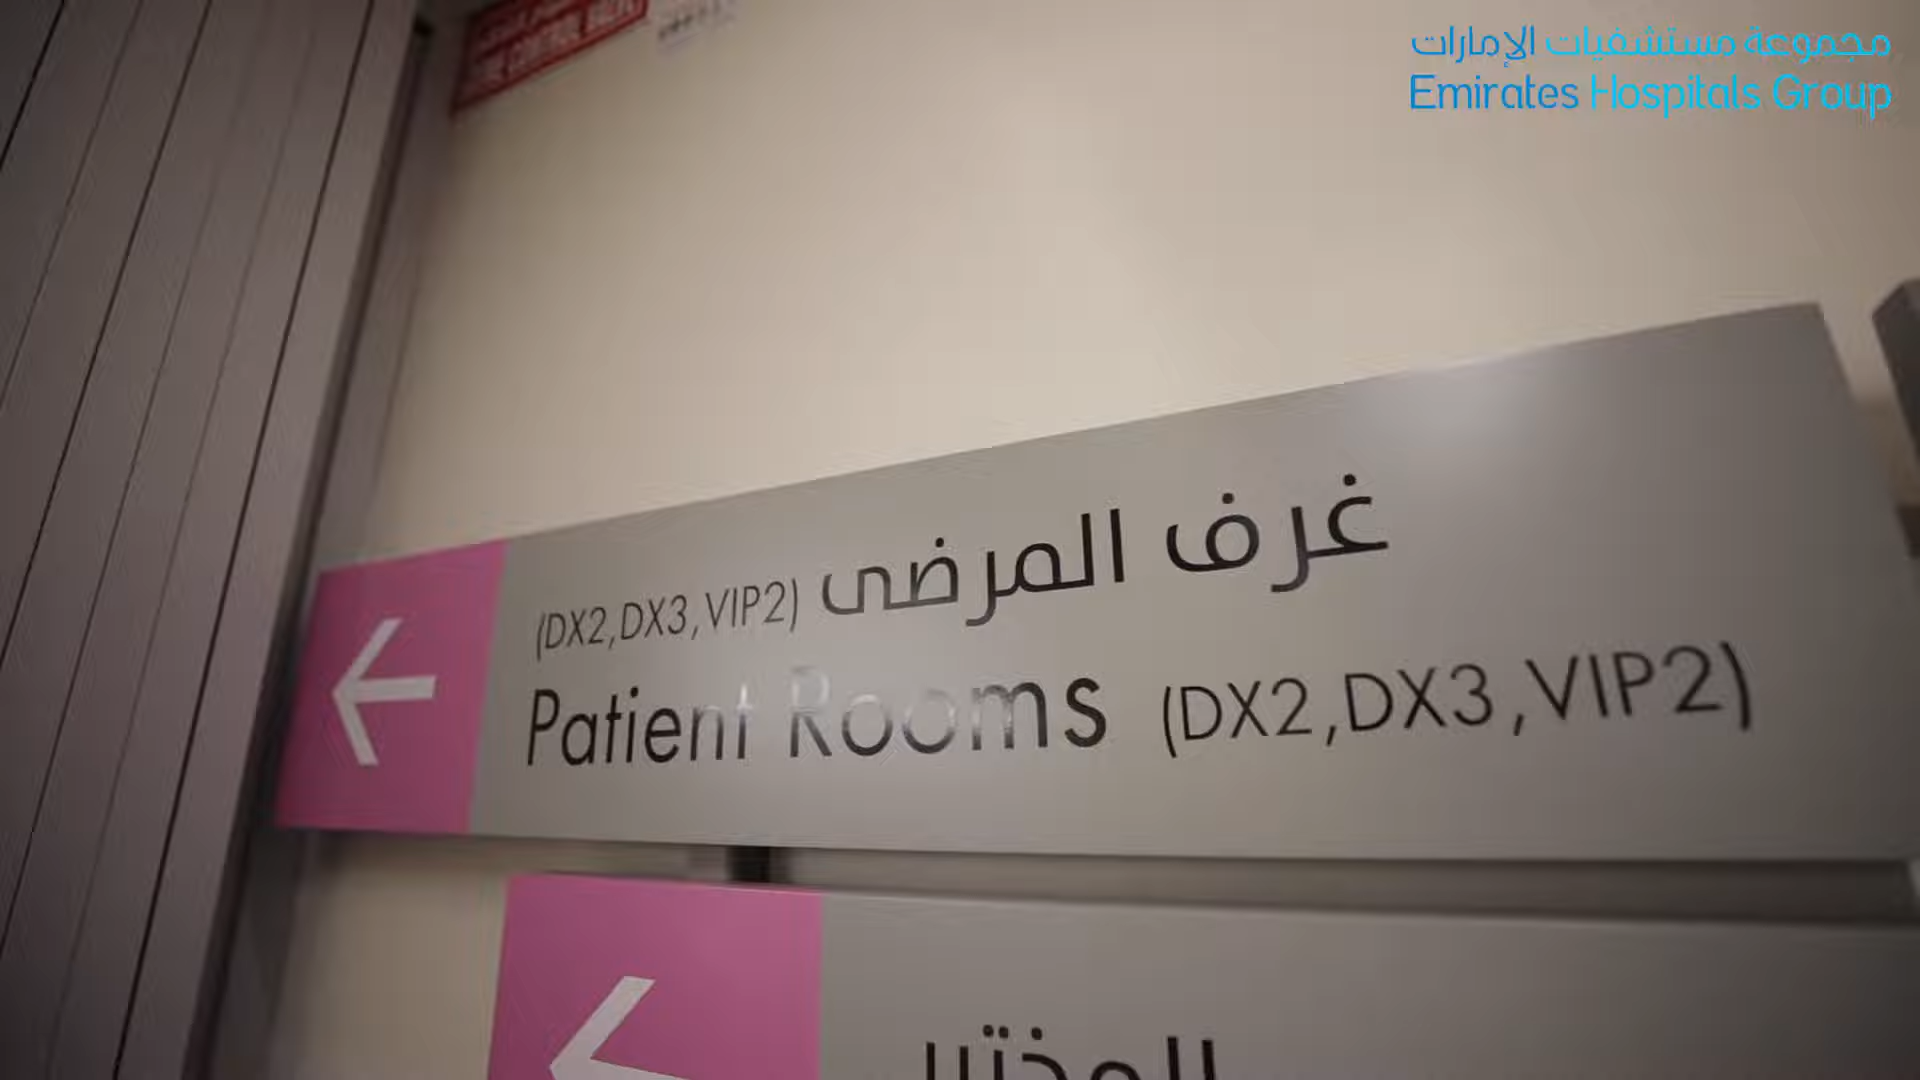 مجموعة مستشفيات الإمارات
Emirates Hospitals Group
غرف المرضى (DX2,DX3,VIP2)
Patient Rooms (DX2,DX3,VIP2)